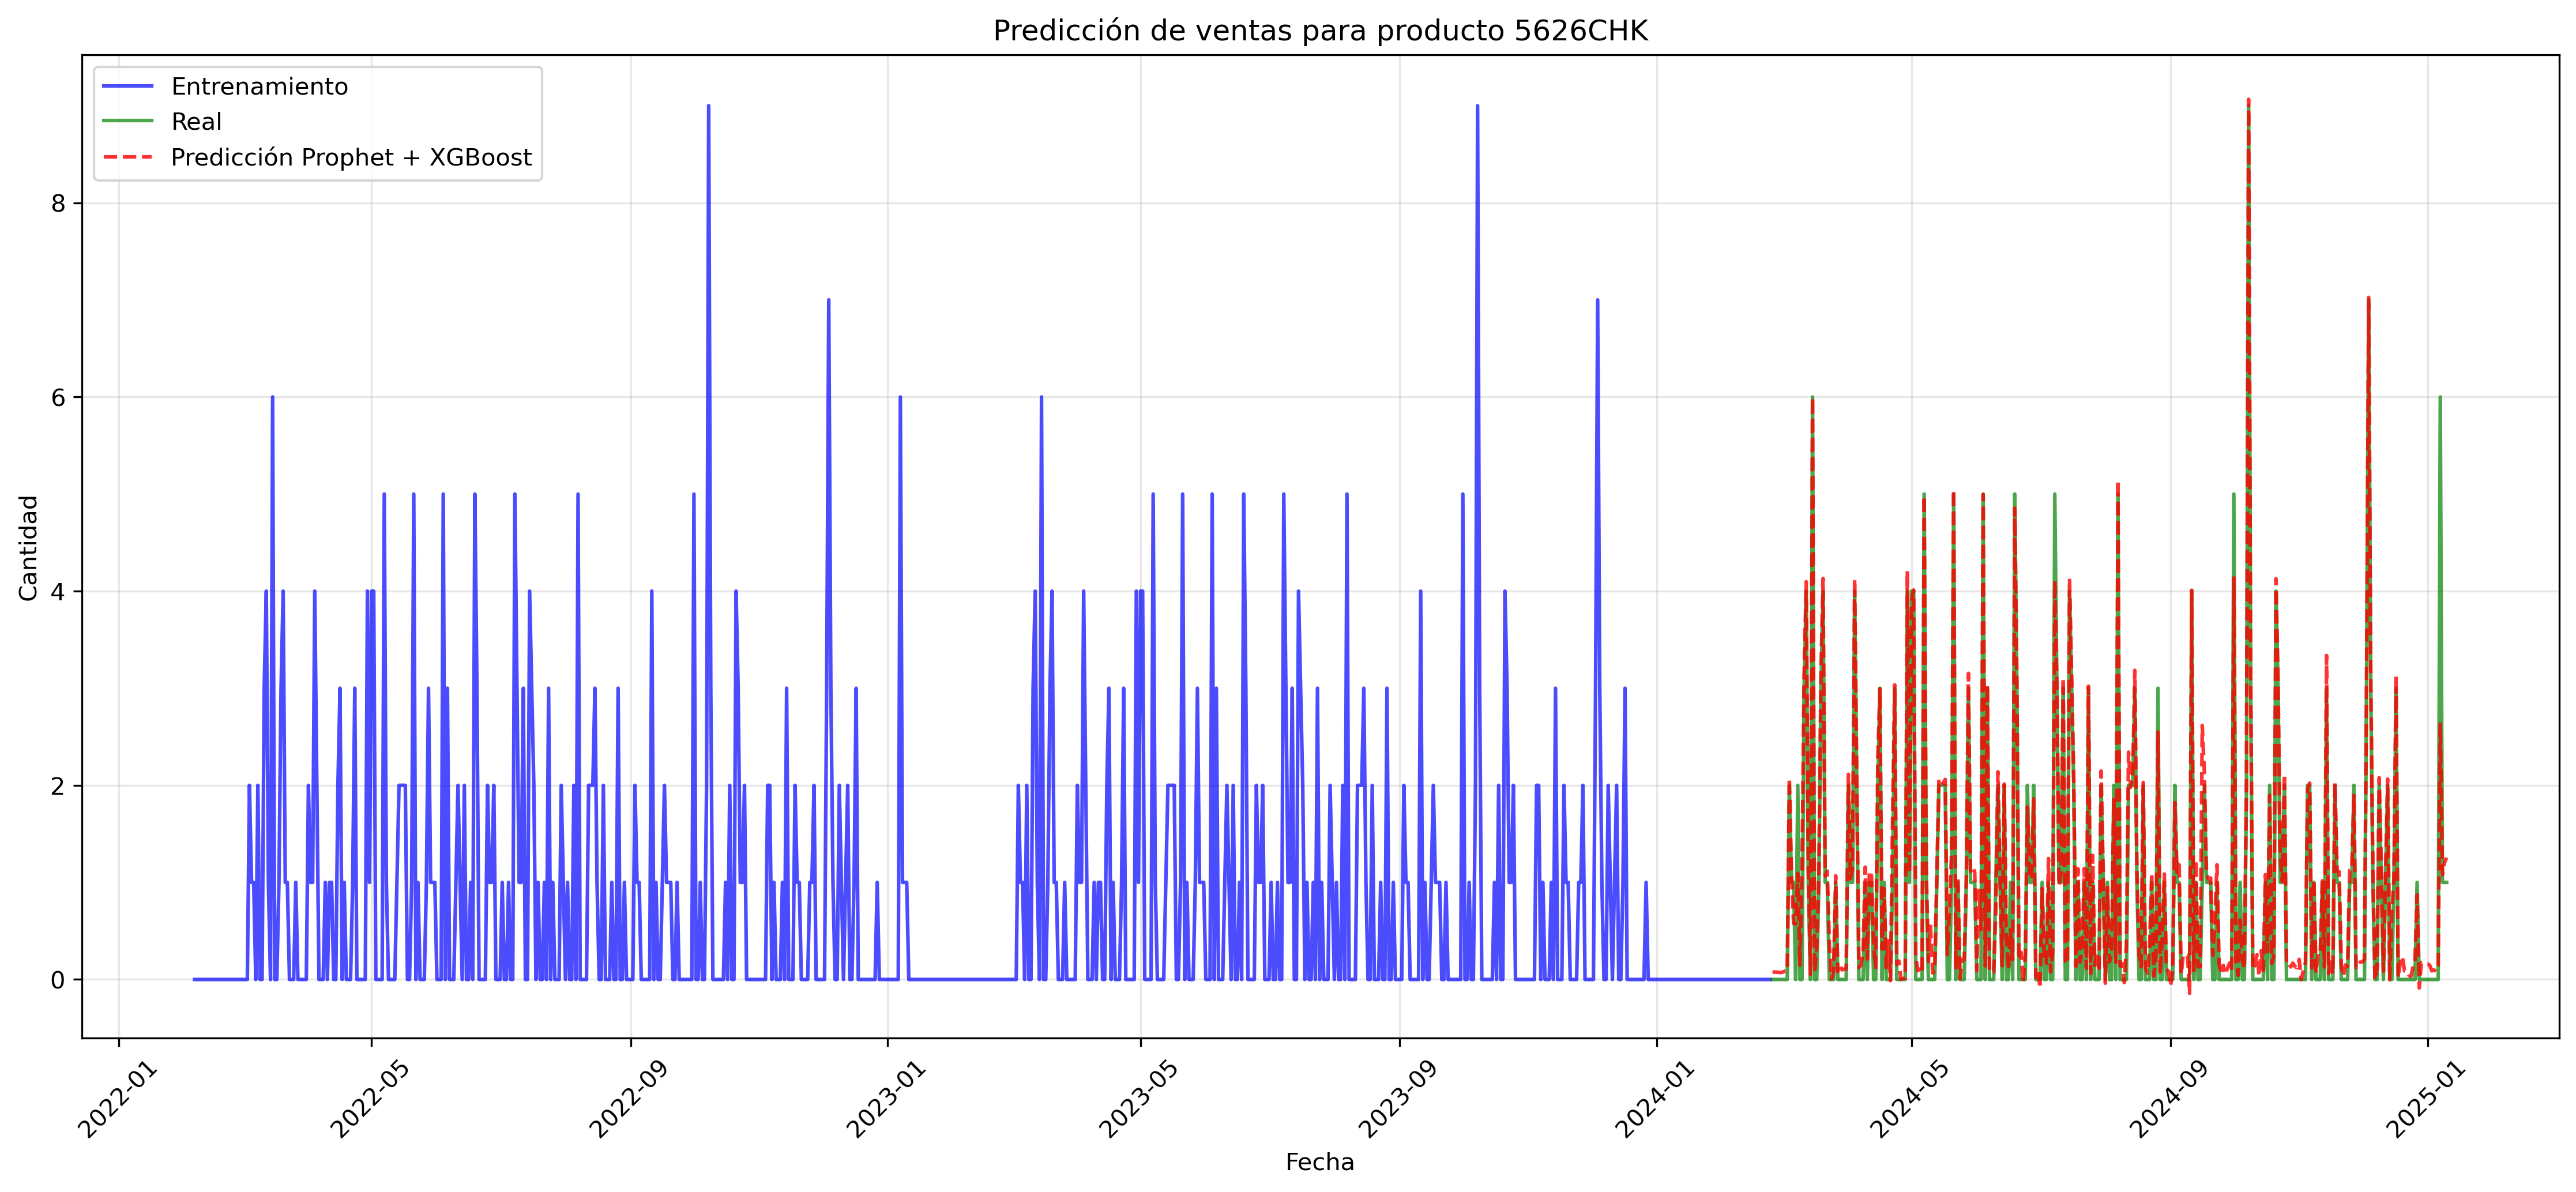 Predicción de ventas para producto 5626CHK
Entrenamiento
Real
Predicción Prophet + XGBoost
Cantidad
8
6
4
2
0
2022-01
2022-05
2022-09
2023-01
2023-05
2023-09
2024-01
2024-05
2024-09
2025-01
Fecha